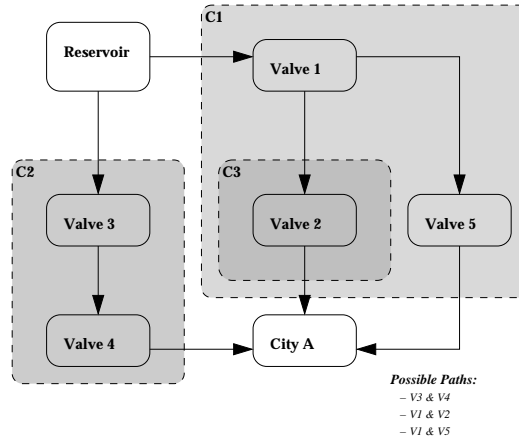 C1
Reservoir
Valve 1
C2
C3
Valve 3
Valve 2
Valve 5
Valve 4
City A
Possible Paths:
– V3 & V4
– V1 & V2
– V1 & V5